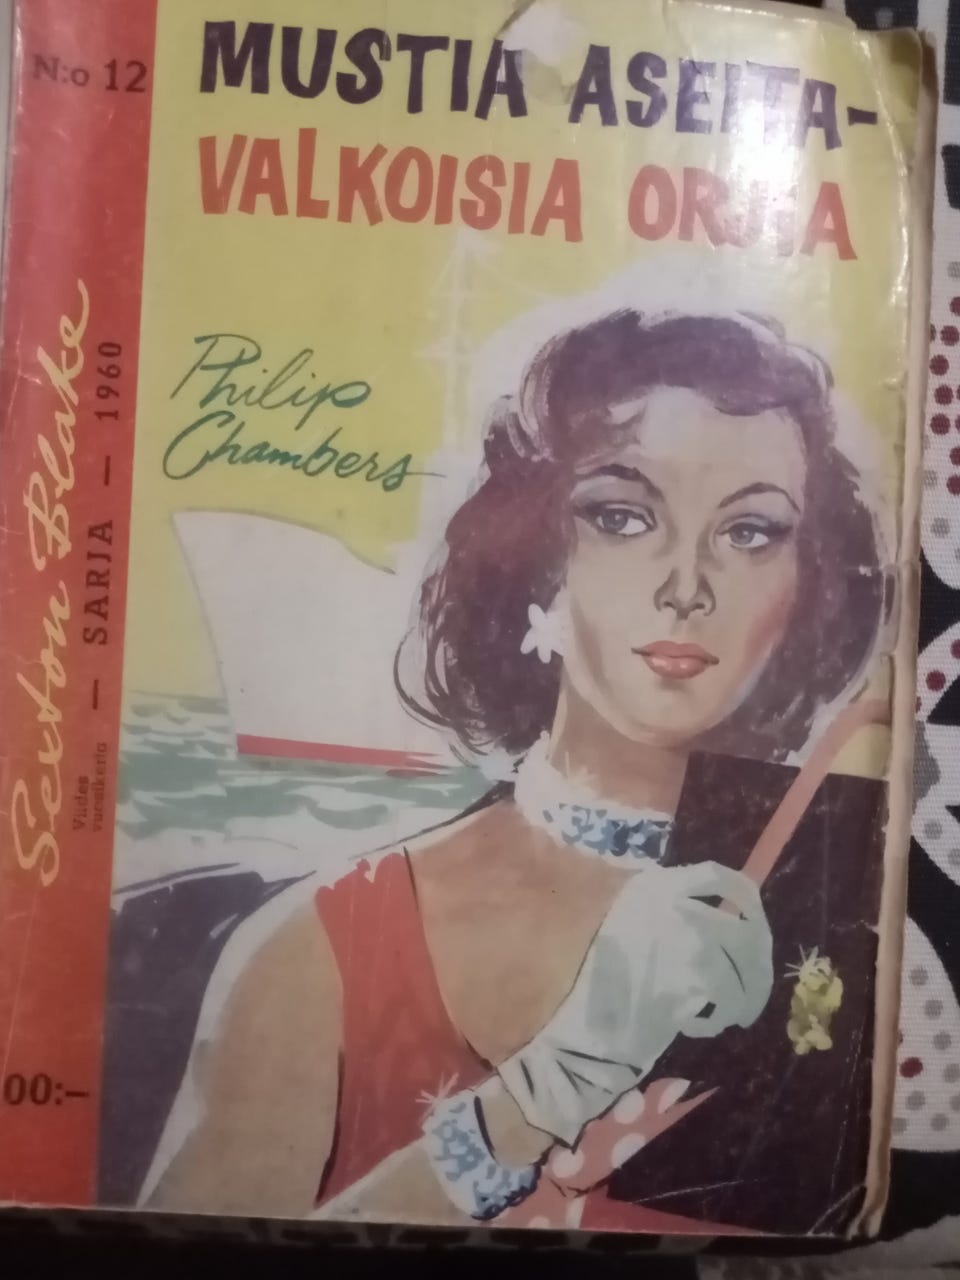 N:o 12
MUSTIA ASEITA-
VALKOISIA ORJIA
Philip
Chambers
Sexton Blake
Viides
vuosikerta
— SARJA — 1960
00:-